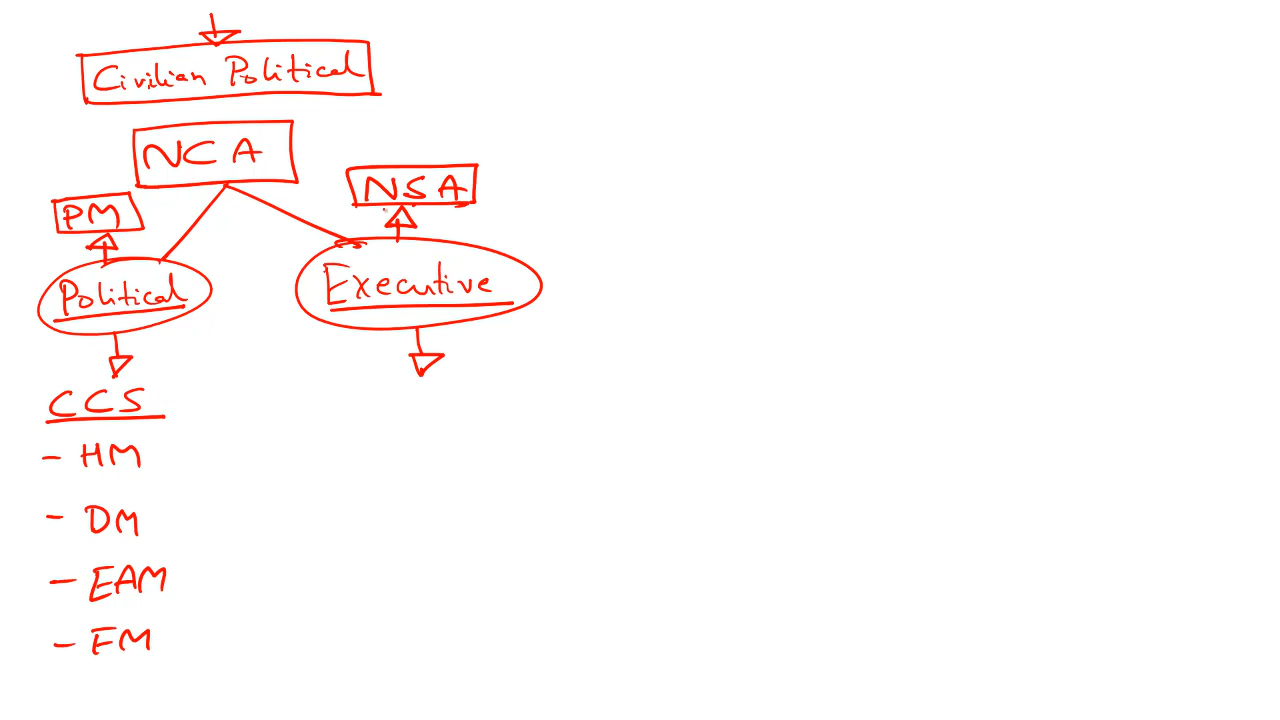 Civilian Political
NCA
NSA
PM
Political
Executive
CCS
- HM
- DM
- EAM
- FM